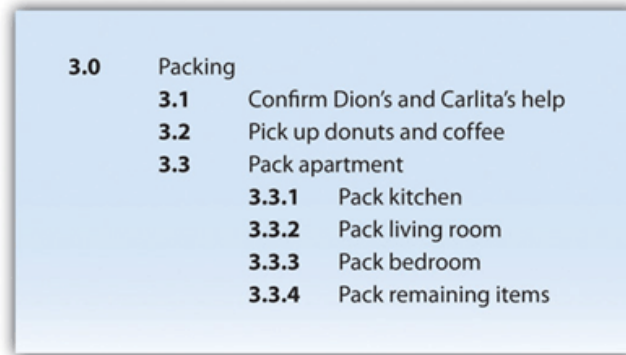 3.0 Packing
3.1 Confirm Dion’s and Carlita’s help
3.2 Pick up donuts and coffee
3.3 Pack apartment
3.3.1 Pack kitchen
3.3.2 Pack living room
3.3.3 Pack bedroom
3.3.4 Pack remaining items